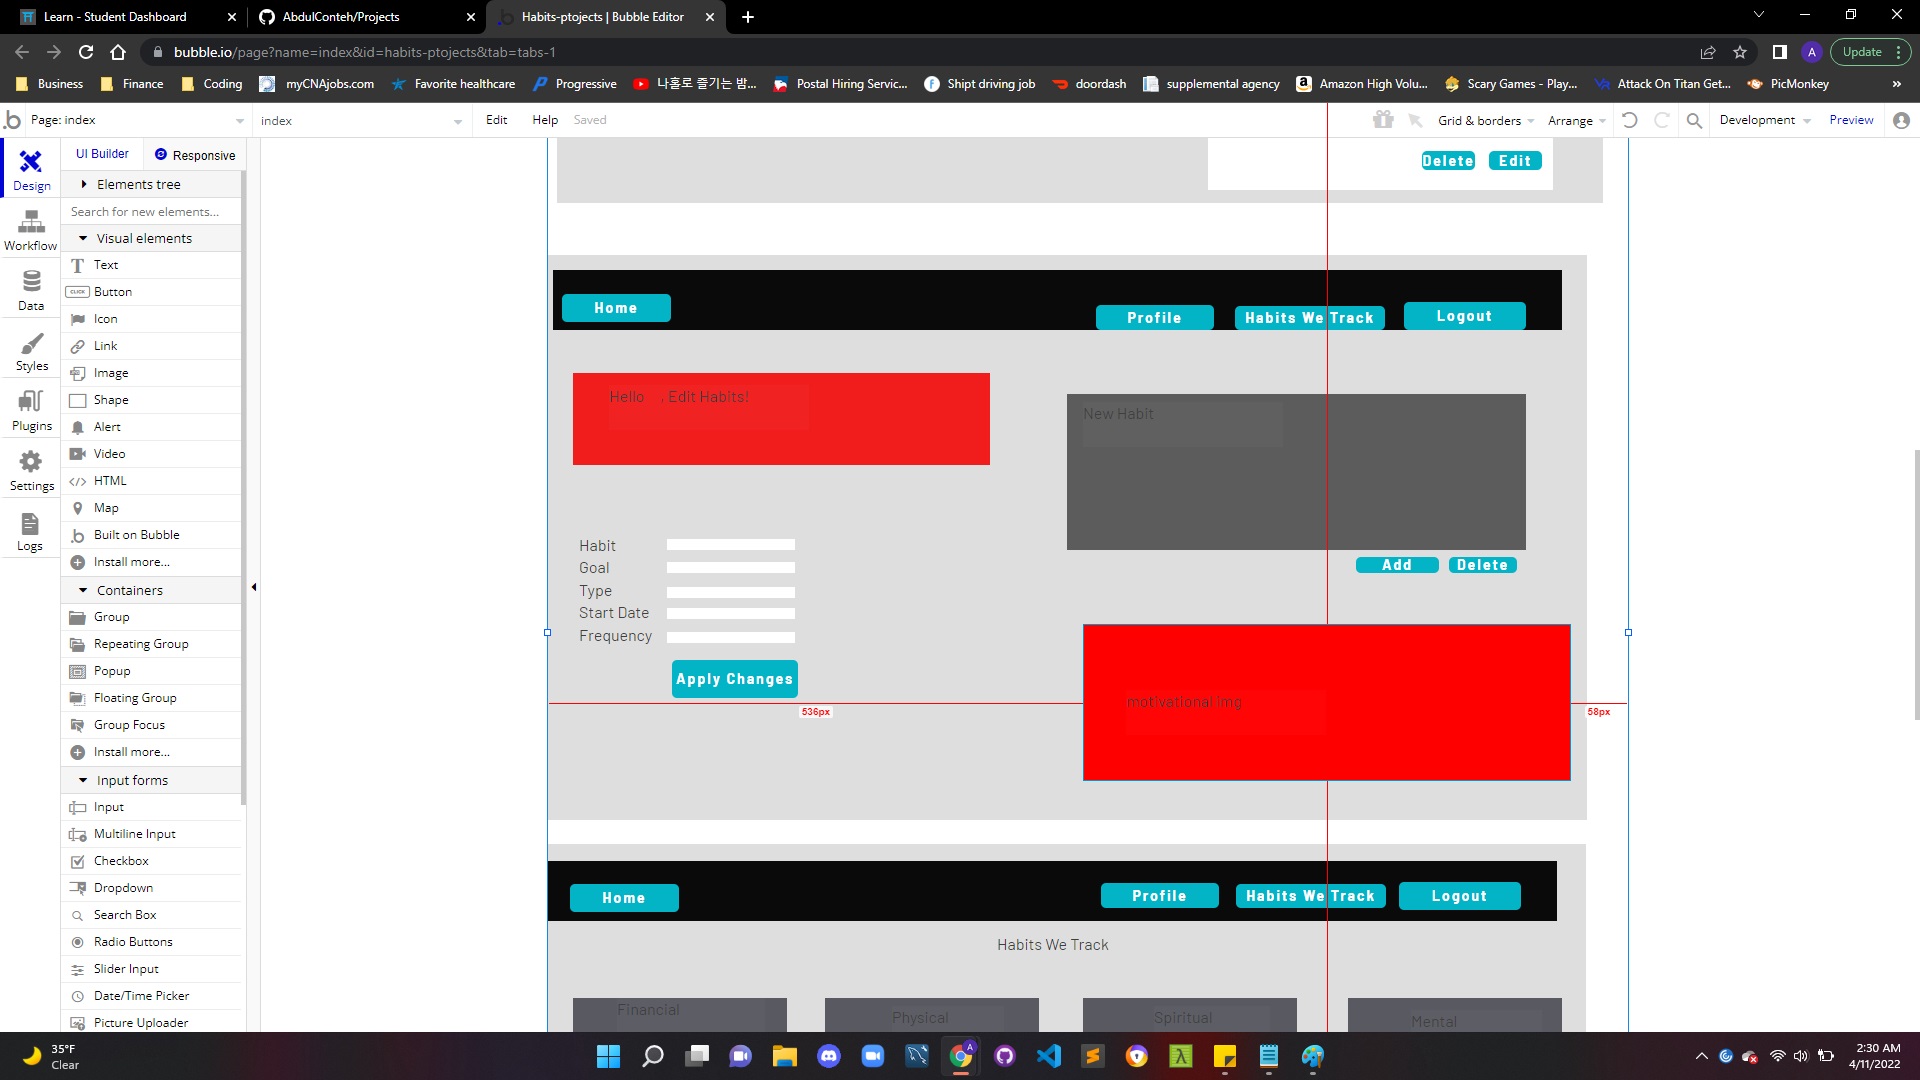 Learn - Student Dashboard
AbdulConteh/Projects
Habits-ptojects | Bubble Editor
bubble.io/page?name=index&id=habits-ptojects&tab=tabs-1
A
Update
Business
Finance
Coding
myCNAjobs.com
Favorite healthcare
Progressive
나홀로 즐기는 밤...
Postal Hiring Servic...
Shipt driving job
doordash
supplemental agency
Amazon High Volu...
Scary Games - Play...
Attack On Titan Get...
PicMonkey
»
Page: index
index
Edit
Help
Saved
Grid & borders
Arrange
Development
Preview
Design
Workflow
Data
Styles
Plugins
Settings
Logs
UI Builder
Responsive
Elements tree
Search for new elements...
Visual elements
Text
CLICK Button
Icon
Link
Image
Shape
Alert
Video
HTML
Map
Built on Bubble
Install more...
Containers
Group
Repeating Group
Popup
Floating Group
Group Focus
Install more...
Input forms
Input
Multiline Input
Checkbox
Dropdown
Search Box
Radio Buttons
Slider Input
Date/Time Picker
Picture Uploader
Delete
Edit
Home
Profile
Habits We Track
Logout
Hello , Edit Habits!
New Habit
Habit
Goal
Type
Start Date
Frequency
Add
Delete
Apply Changes
motivational img
536px
58px
Home
Profile
Habits We Track
Logout
Habits We Track
Financial
Physical
Spiritual
Mental
35°F
Clear
A
2:30 AM
4/11/2022